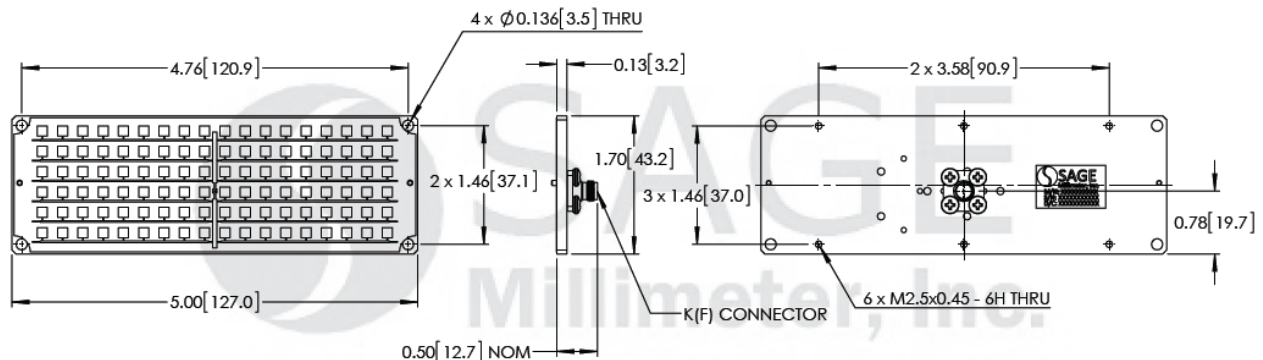 4 x Ø0.136[3.5] THRU
4.76[120.9]
0.13[3.2]
2 x 3.58[90.9]
SAGE
Millimeter, Inc.
2 x 1.46[37.1]
1.70[43.2]
3 x 1.46[37.0]
SAGE
0.78[19.7]
5.00[127.0]
K(F) CONNECTOR
6 x M2.5x0.45 - 6H THRU
0.50[12.7] NOM